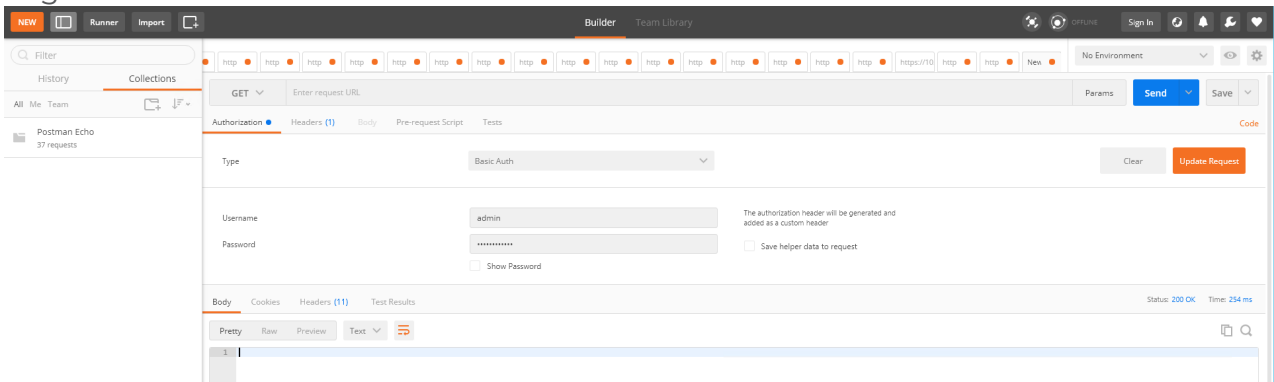 NEW Runner Import Builder Team Library OFFLINE Sign In
Filter
History Collections
All Me Team
Postman Echo
37 requests
http http http http http http http http http http http http http http http http https://10 http http New No Environment
GET Enter request URL Params Send Save
Authorization Headers (1) Body Pre-request Script Tests Code
Type Basic Auth Clear Update Request
Username admin The authorization header will be generated and
added as a custom header
Password •••••••••••• Save helper data to request
Show Password
Body Cookies Headers (11) Test Results Status: 200 OK Time: 254 ms
Pretty Raw Preview Text
1